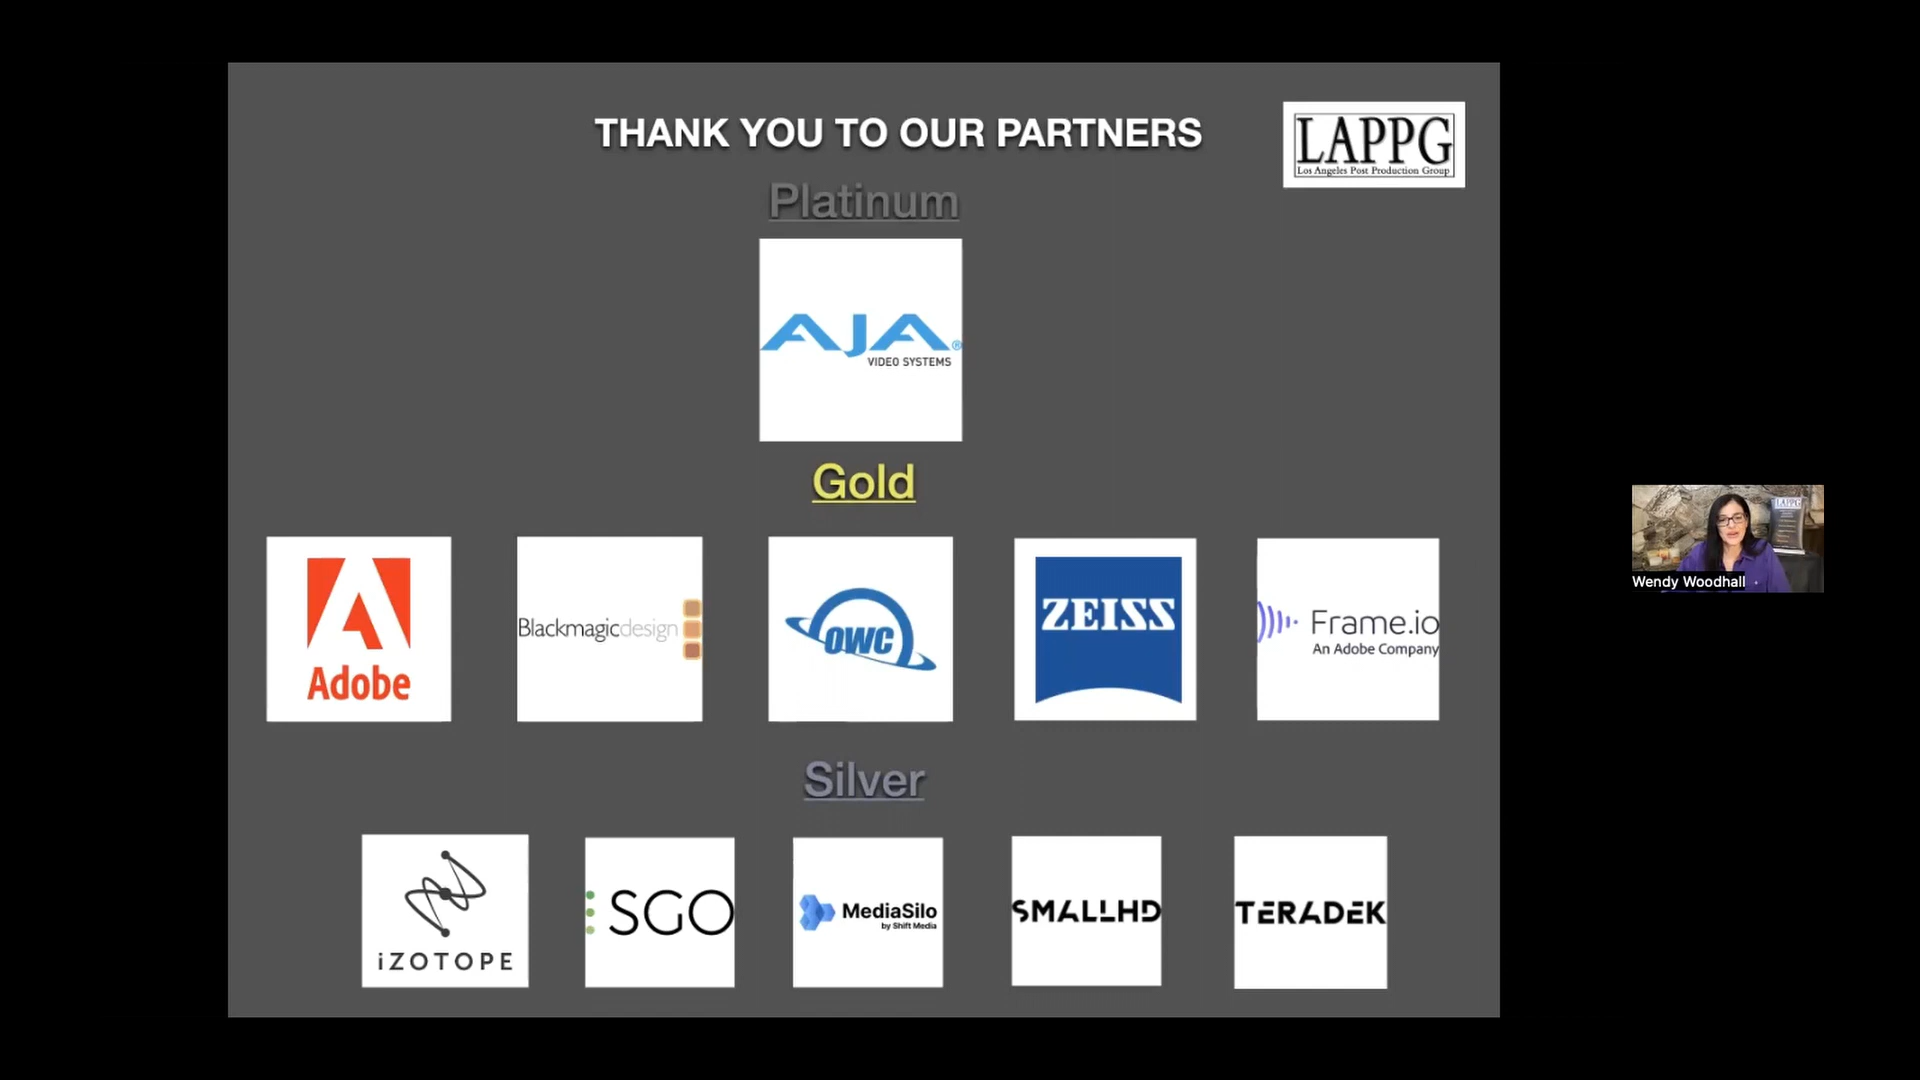 THANK YOU TO OUR PARTNERS
LAPPG
Los Angeles Post Production Group
Platinum
AJA®
VIDEO SYSTEMS
Gold
Adobe
Blackmagicdesign
OWC
ZEISS
Frame.io
An Adobe Company
LAPPG
Wendy Woodhall
Silver
iZOTOPE
SGO
MediaSilo
by Shift Media
SMALLHD
TERADEK